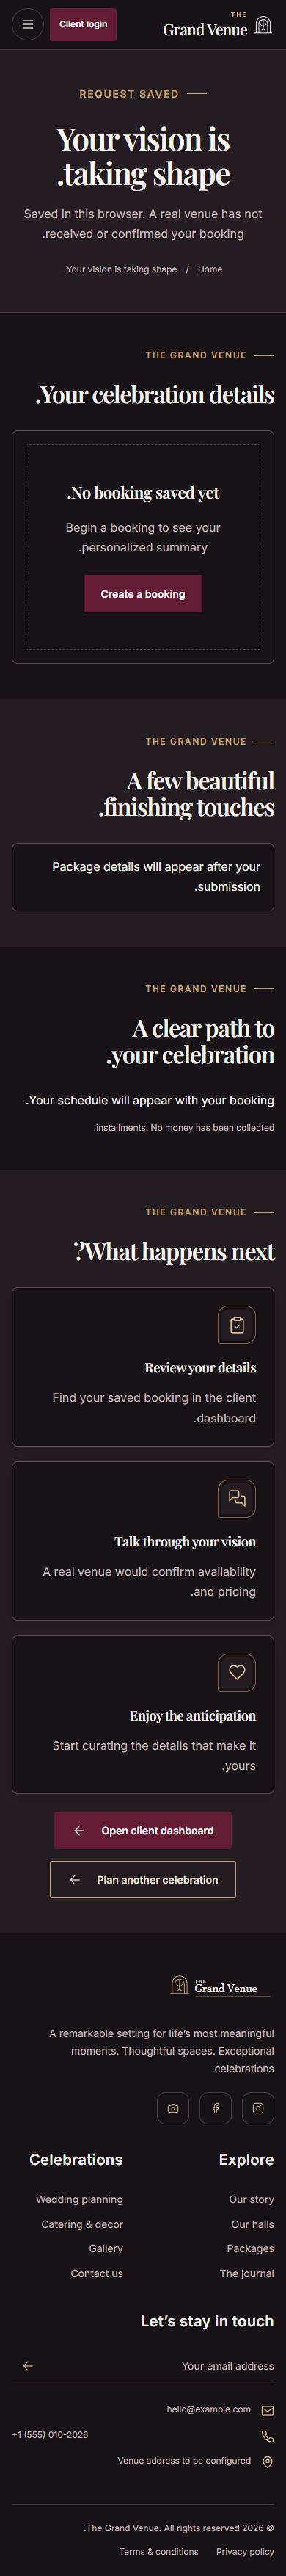 Client login
THE
Grand Venue
REQUEST SAVED
Your vision is
.taking shape
Saved in this browser. A real venue has not
.received or confirmed your booking
.Your vision is taking shape / Home
THE GRAND VENUE
.Your celebration details
.No booking saved yet
Begin a booking to see your
.personalized summary
Create a booking
THE GRAND VENUE
A few beautiful
.finishing touches
Package details will appear after your
.submission
THE GRAND VENUE
A clear path to
.your celebration
.Your schedule will appear with your booking
.installments. No money has been collected
THE GRAND VENUE
?What happens next
Review your details
Find your saved booking in the client
.dashboard
Talk through your vision
A real venue would confirm availability
.and pricing
Enjoy the anticipation
Start curating the details that make it
.yours
← Open client dashboard
← Plan another celebration
THE
Grand Venue
A remarkable setting for life’s most meaningful
moments. Thoughtful spaces. Exceptional
.celebrations
Explore
Our story
Our halls
Packages
The journal
Celebrations
Wedding planning
Catering & decor
Gallery
Contact us
Let’s stay in touch
← Your email address
hello@example.com
+1 (555) 010-2026
Venue address to be configured
.The Grand Venue. All rights reserved 2026 ©
Terms & conditions Privacy policy